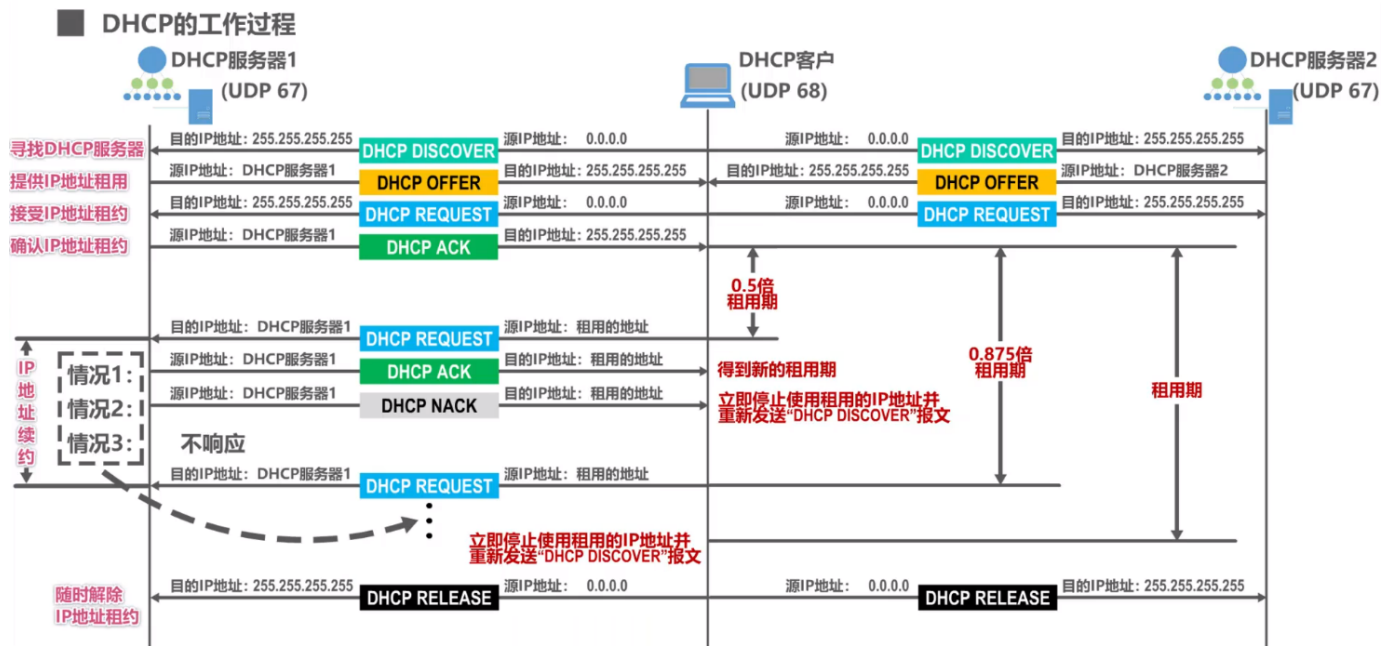 DHCP的工作过程
DHCP服务器1
(UDP 67)
DHCP客户
(UDP 68)
DHCP服务器2
(UDP 67)
寻找DHCP服务器
目的IP地址: 255.255.255.255
DHCP DISCOVER
源IP地址: 0.0.0.0
源IP地址: 0.0.0.0
DHCP DISCOVER
目的IP地址: 255.255.255.255
提供IP地址租用
源IP地址: DHCP服务器1
DHCP OFFER
目的IP地址: 255.255.255.255
目的IP地址: 255.255.255.255
DHCP OFFER
源IP地址: DHCP服务器2
接受IP地址租约
目的IP地址: 255.255.255.255
DHCP REQUEST
源IP地址: 0.0.0.0
源IP地址: 0.0.0.0
DHCP REQUEST
目的IP地址: 255.255.255.255
确认IP地址租约
源IP地址: DHCP服务器1
DHCP ACK
目的IP地址: 255.255.255.255
0.5倍
租用期
目的IP地址: DHCP服务器1
DHCP REQUEST
源IP地址: 租用的地址
IP地址续约
情况1:
源IP地址: DHCP服务器1
DHCP ACK
目的IP地址: 租用的地址
得到新的租用期
0.875倍
租用期
租用期
情况2:
源IP地址: DHCP服务器1
DHCP NACK
目的IP地址: 租用的地址
立即停止使用租用的IP地址并
重新发送“DHCP DISCOVER”报文
情况3:
不响应
目的IP地址: DHCP服务器1
DHCP REQUEST
源IP地址: 租用的地址
立即停止使用租用的IP地址并
重新发送“DHCP DISCOVER”报文
随时解除
IP地址租约
目的IP地址: 255.255.255.255
DHCP RELEASE
源IP地址: 0.0.0.0
源IP地址: 0.0.0.0
DHCP RELEASE
目的IP地址: 255.255.255.255